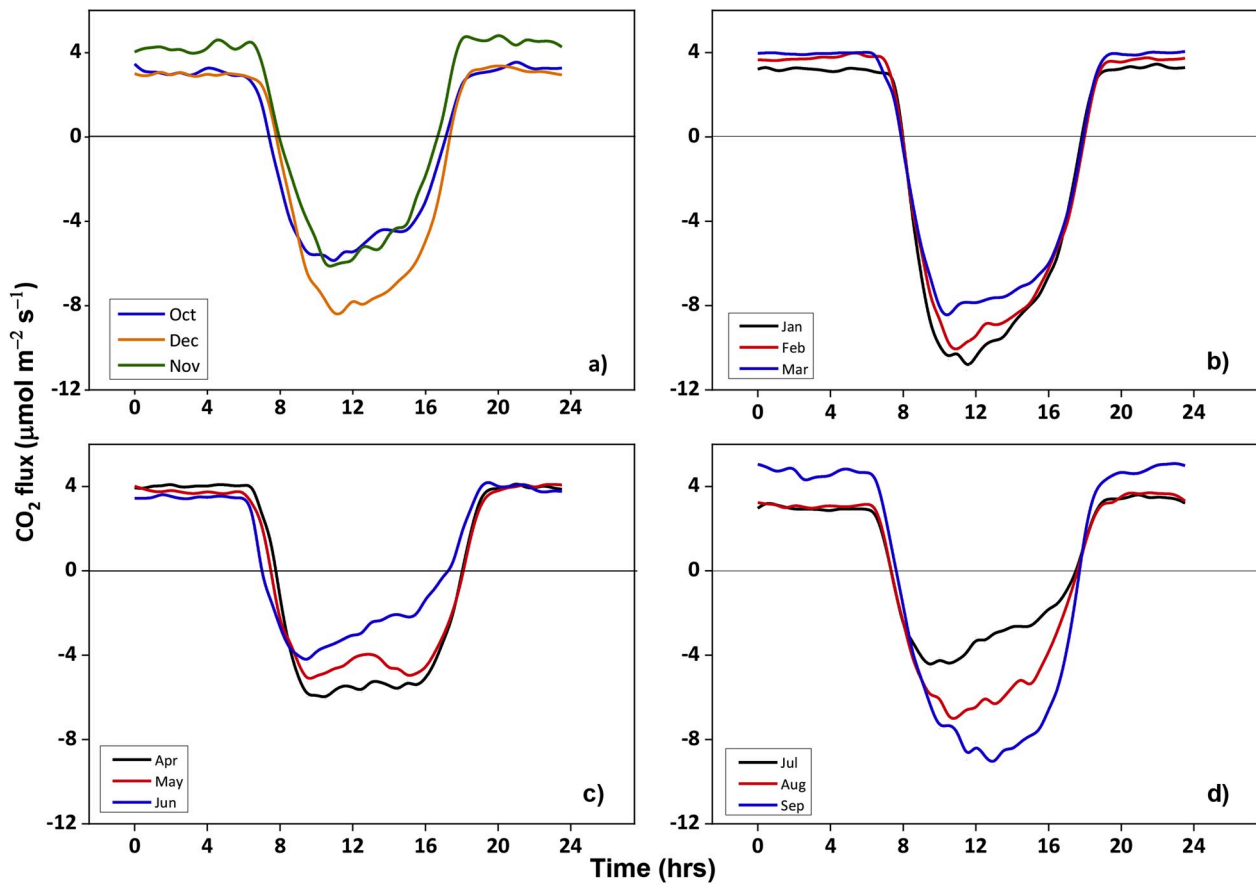 4
0
-4
-8
-12
0 4 8 12 16 20 24
Oct
Dec
Nov
a)
4
0
-4
-8
-12
0 4 8 12 16 20 24
Jan
Feb
Mar
b)
CO₂ flux (µmol m⁻² s⁻¹)
4
0
-4
-8
-12
0 4 8 12 16 20 24
Apr
May
Jun
c)
4
0
-4
-8
-12
0 4 8 12 16 20 24
Jul
Aug
Sep
d)
Time (hrs)